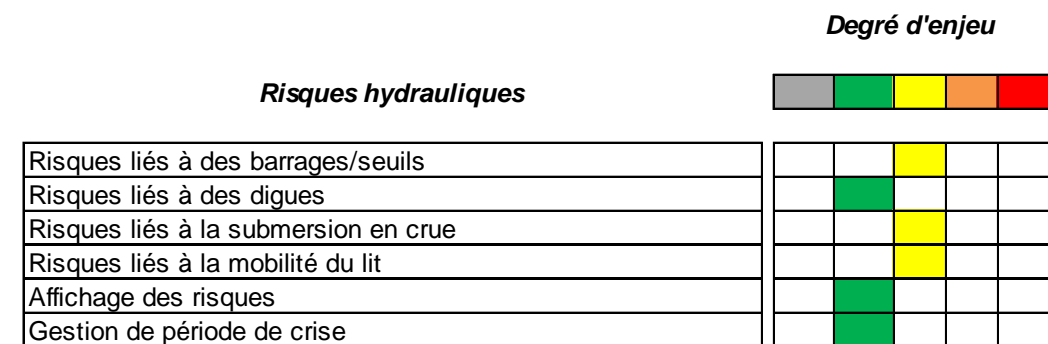 Degré d'enjeu
Risques hydrauliques
Risques liés à des barrages/seuils
Risques liés à des digues
Risques liés à la submersion en crue
Risques liés à la mobilité du lit
Affichage des risques
Gestion de période de crise